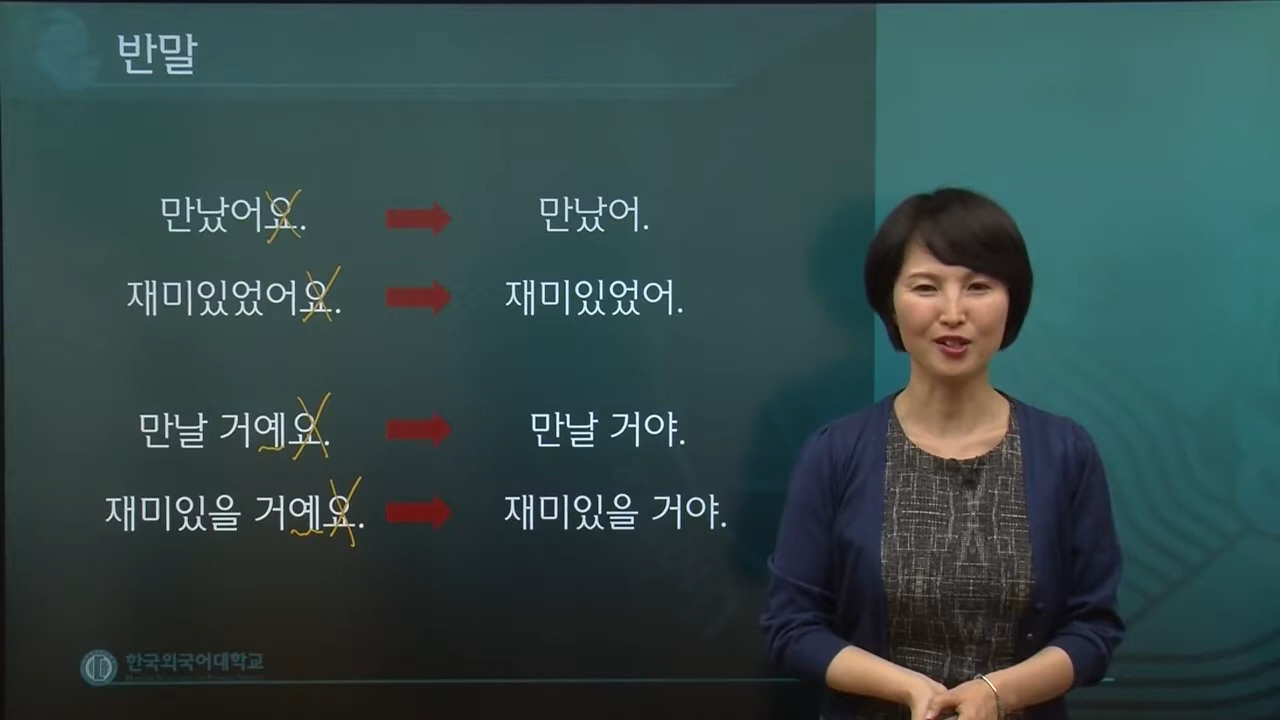 반말
만났어요. 만났어.
재미있었어요. 재미있었어.
만날 거예요. 만날 거야.
재미있을 거예요. 재미있을 거야.
한국외국어대학교